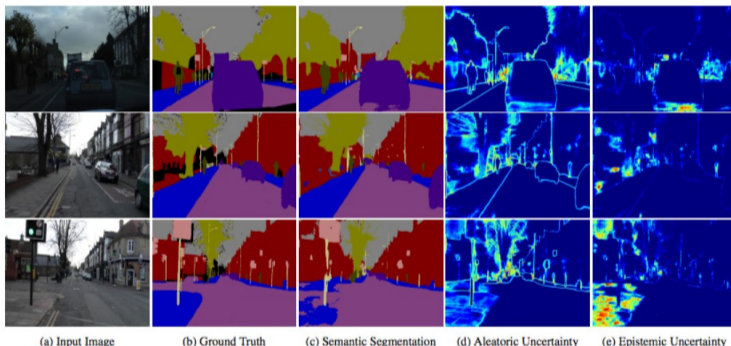 (a) Input Image
(b) Ground Truth
(c) Semantic Segmentation
(d) Aleatoric Uncertainty
(e) Epistemic Uncertainty